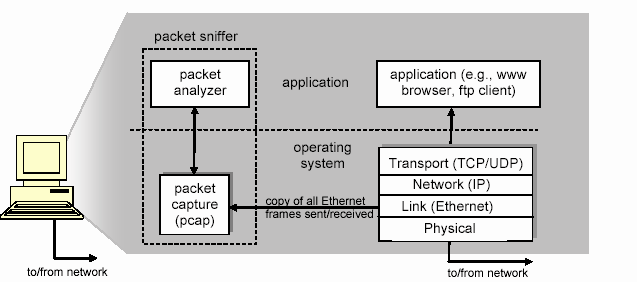 packet sniffer
packet
analyzer
application
application (e.g., www
browser, ftp client)
operating
system
packet
capture
(pcap)
copy of all Ethernet
frames sent/received
Transport (TCP/UDP)
Network (IP)
Link (Ethernet)
Physical
to/from network
to/from network